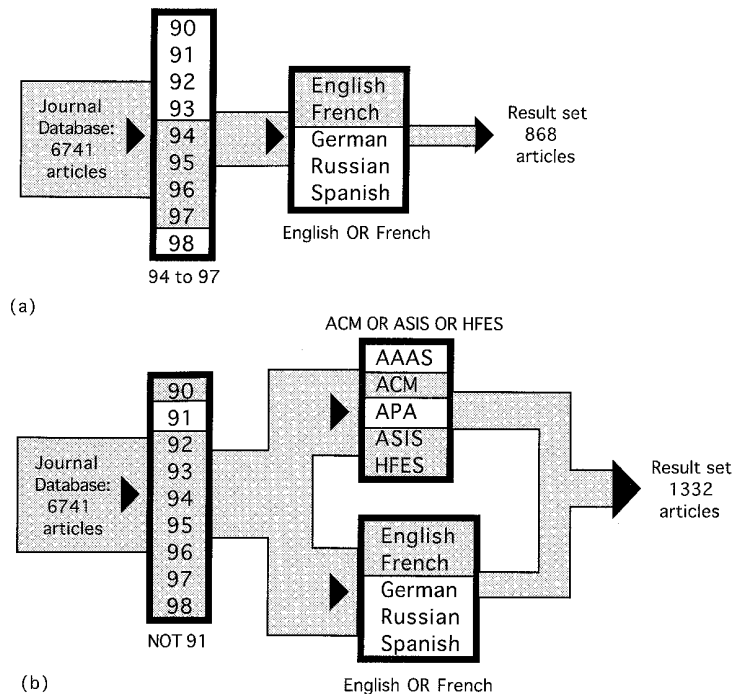 90
91
92
93
94
95
96
97
98
94 to 97
Journal
Database:
6741
articles
English
French
German
Russian
Spanish
English OR French
Result set
868
articles
(a)
ACM OR ASIS OR HFES
AAAS
ACM
APA
ASIS
HFES
90
91
92
93
94
95
96
97
98
NOT 91
Journal
Database:
6741
articles
English
French
German
Russian
Spanish
English OR French
Result set
1332
articles
(b)